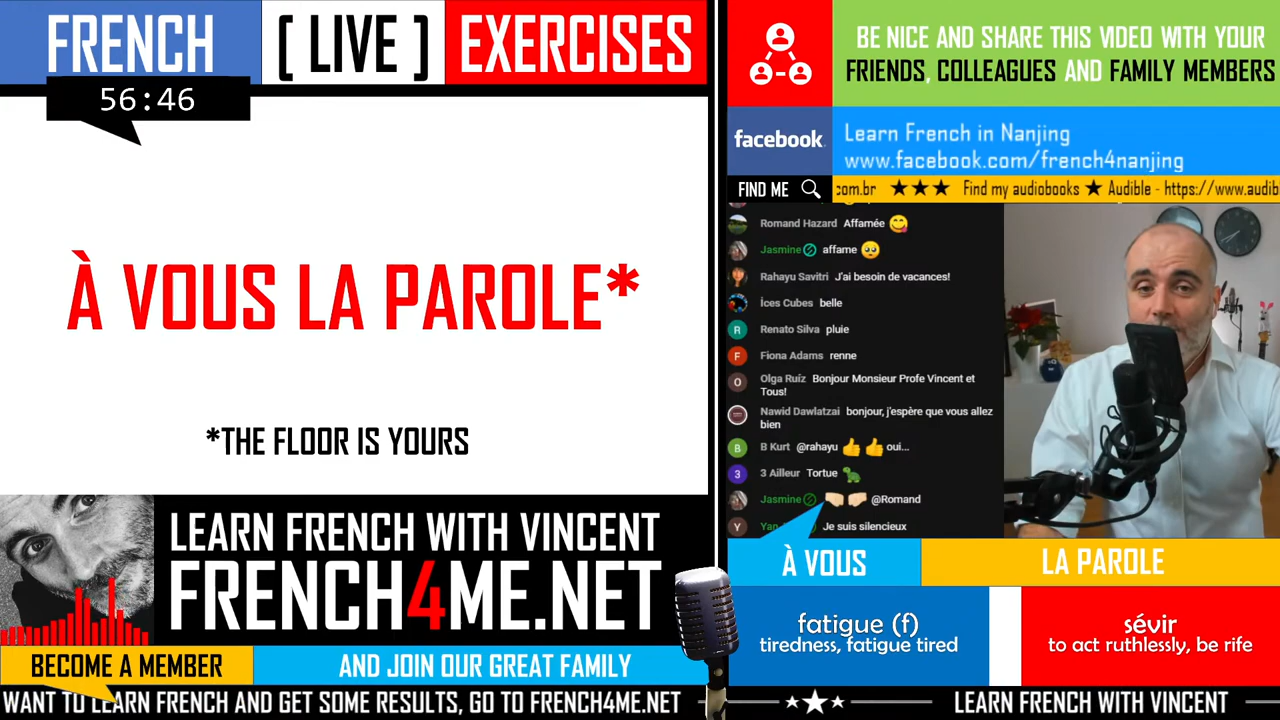 FRENCH [ LIVE ] EXERCISES
56:46
À VOUS LA PAROLE*
*THE FLOOR IS YOURS
LEARN FRENCH WITH VINCENT
FRENCH4ME.NET
BECOME A MEMBER
AND JOIN OUR GREAT FAMILY
WANT TO LEARN FRENCH AND GET SOME RESULTS, GO TO FRENCH4ME.NET
BE NICE AND SHARE THIS VIDEO WITH YOUR
FRIENDS, COLLEAGUES AND FAMILY MEMBERS
facebook.
Learn French in Nanjing
www.facebook.com/french4nanjing
FIND ME
com.br ★★★ Find my audiobooks ★ Audible - https://www.audib
Romand Hazard Affamée 😋
Jasmine affame 🥺
Rahayu Savitri J'ai besoin de vacances!
İces Cubes belle
R Renato Silva pluie
F Fiona Adams renne
O Olga Ruíz Bonjour Monsieur Profe Vincent et
Tous!
Nawid Dawlatzai bonjour, j'espère que vous allez
bien
B B Kurt @rahayu 👍 👍 oui...
3 3 Ailleur Tortue 🐢
Jasmine 🤜🏻 🤛🏻 @Romand
Y Je suis silencieux
À VOUS
LA PAROLE
fatigue (f)
tiredness, fatigue tired
sévir
to act ruthlessly, be rife
LEARN FRENCH WITH VINCENT